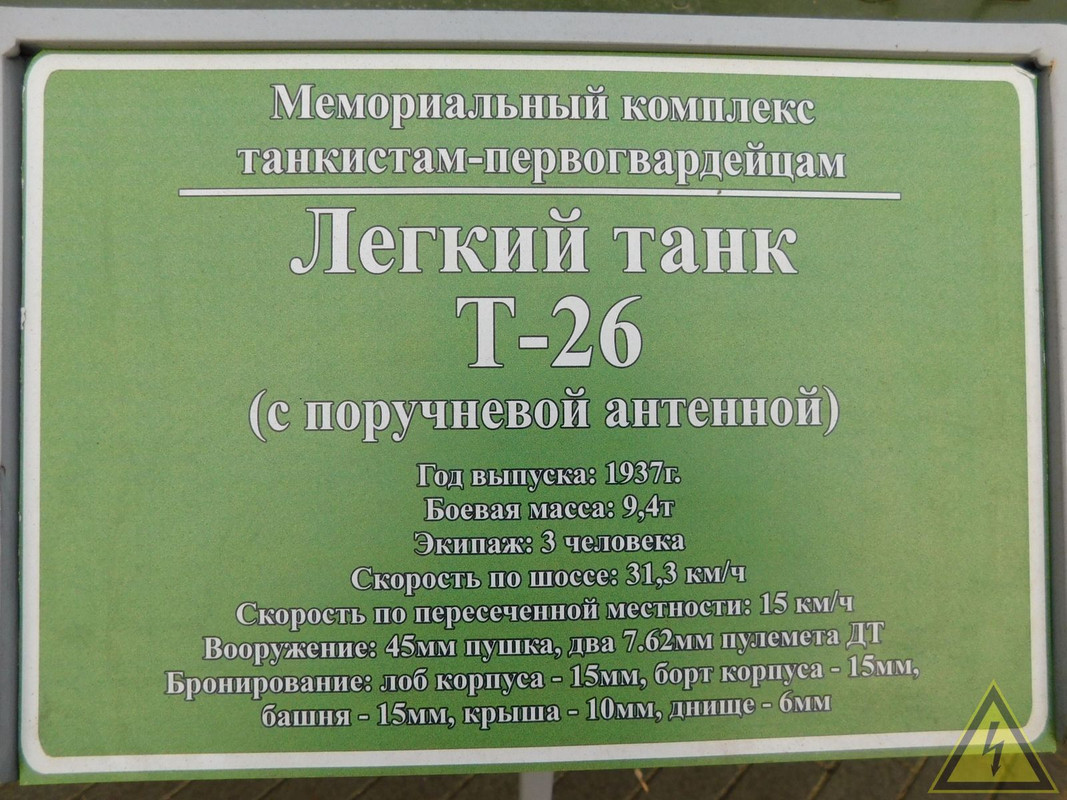 Мемориальный комплекс
танкистам-первогвардейцам
Легкий танк
Т-26
(с поручневой антенной)
Год выпуска: 1937г.
Боевая масса: 9,4т
Экипаж: 3 человека
Скорость по шоссе: 31,3 км/ч
Скорость по пересеченной местности: 15 км/ч
Вооружение: 45мм пушка, два 7.62мм пулемета ДТ
Бронирование: лоб корпуса - 15мм, борт корпуса - 15мм,
башня - 15мм, крыша - 10мм, днище - 6мм